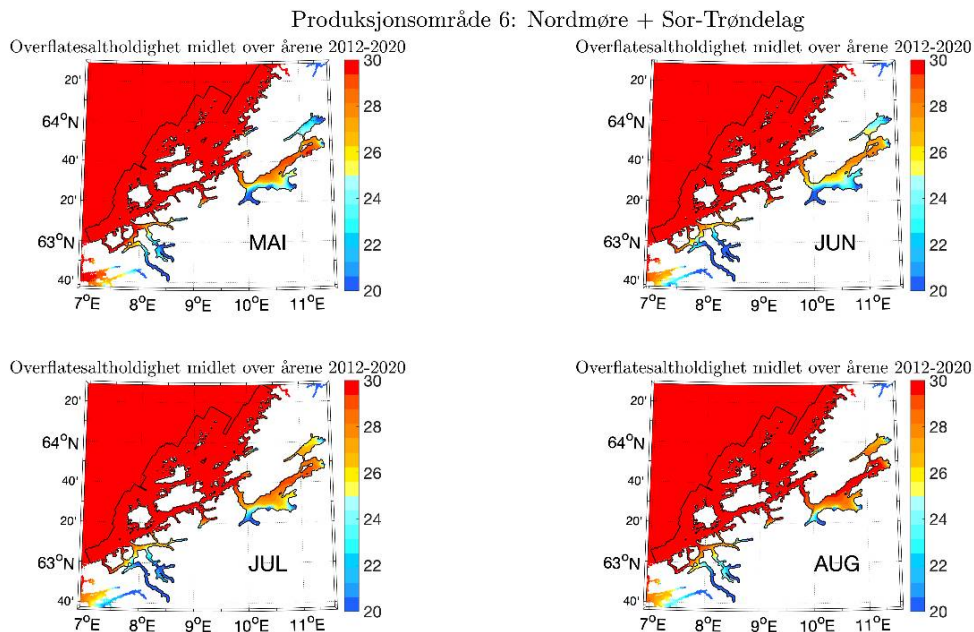 Produksjonsområde 6: Nordmøre + Sor-Trøndelag
Overflatesaltholdighet midlet over årene 2012-2020
20'
64°N
40'
20'
63°N
40'
7°E 8°E 9°E 10°E 11°E
MAI
30
28
26
24
22
20
Overflatesaltholdighet midlet over årene 2012-2020
20'
64°N
40'
20'
63°N
40'
7°E 8°E 9°E 10°E 11°E
JUN
30
28
26
24
22
20
Overflatesaltholdighet midlet over årene 2012-2020
20'
64°N
40'
20'
63°N
40'
7°E 8°E 9°E 10°E 11°E
JUL
30
28
26
24
22
20
Overflatesaltholdighet midlet over årene 2012-2020
20'
64°N
40'
20'
63°N
40'
7°E 8°E 9°E 10°E 11°E
AUG
30
28
26
24
22
20